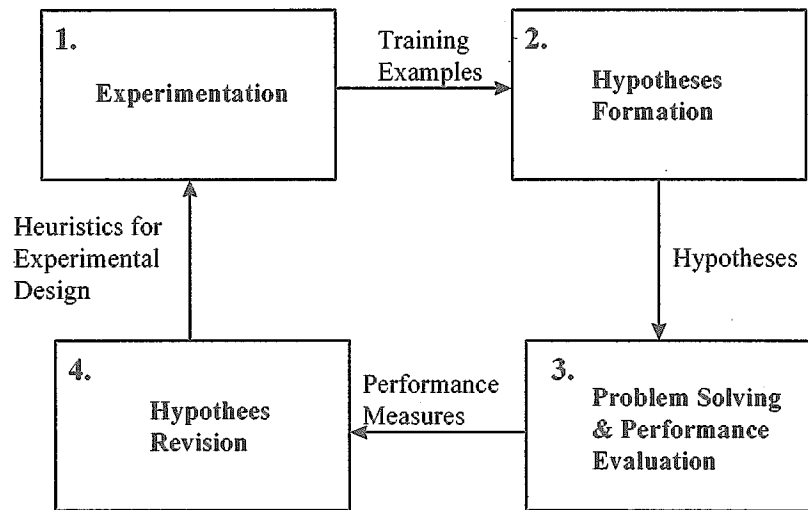 1.
Experimentation
Training
Examples
2.
Hypotheses
Formation
Hypotheses
3.
Problem Solving
& Performance
Evaluation
Performance
Measures
4.
Hypothees
Revision
Heuristics for
Experimental
Design